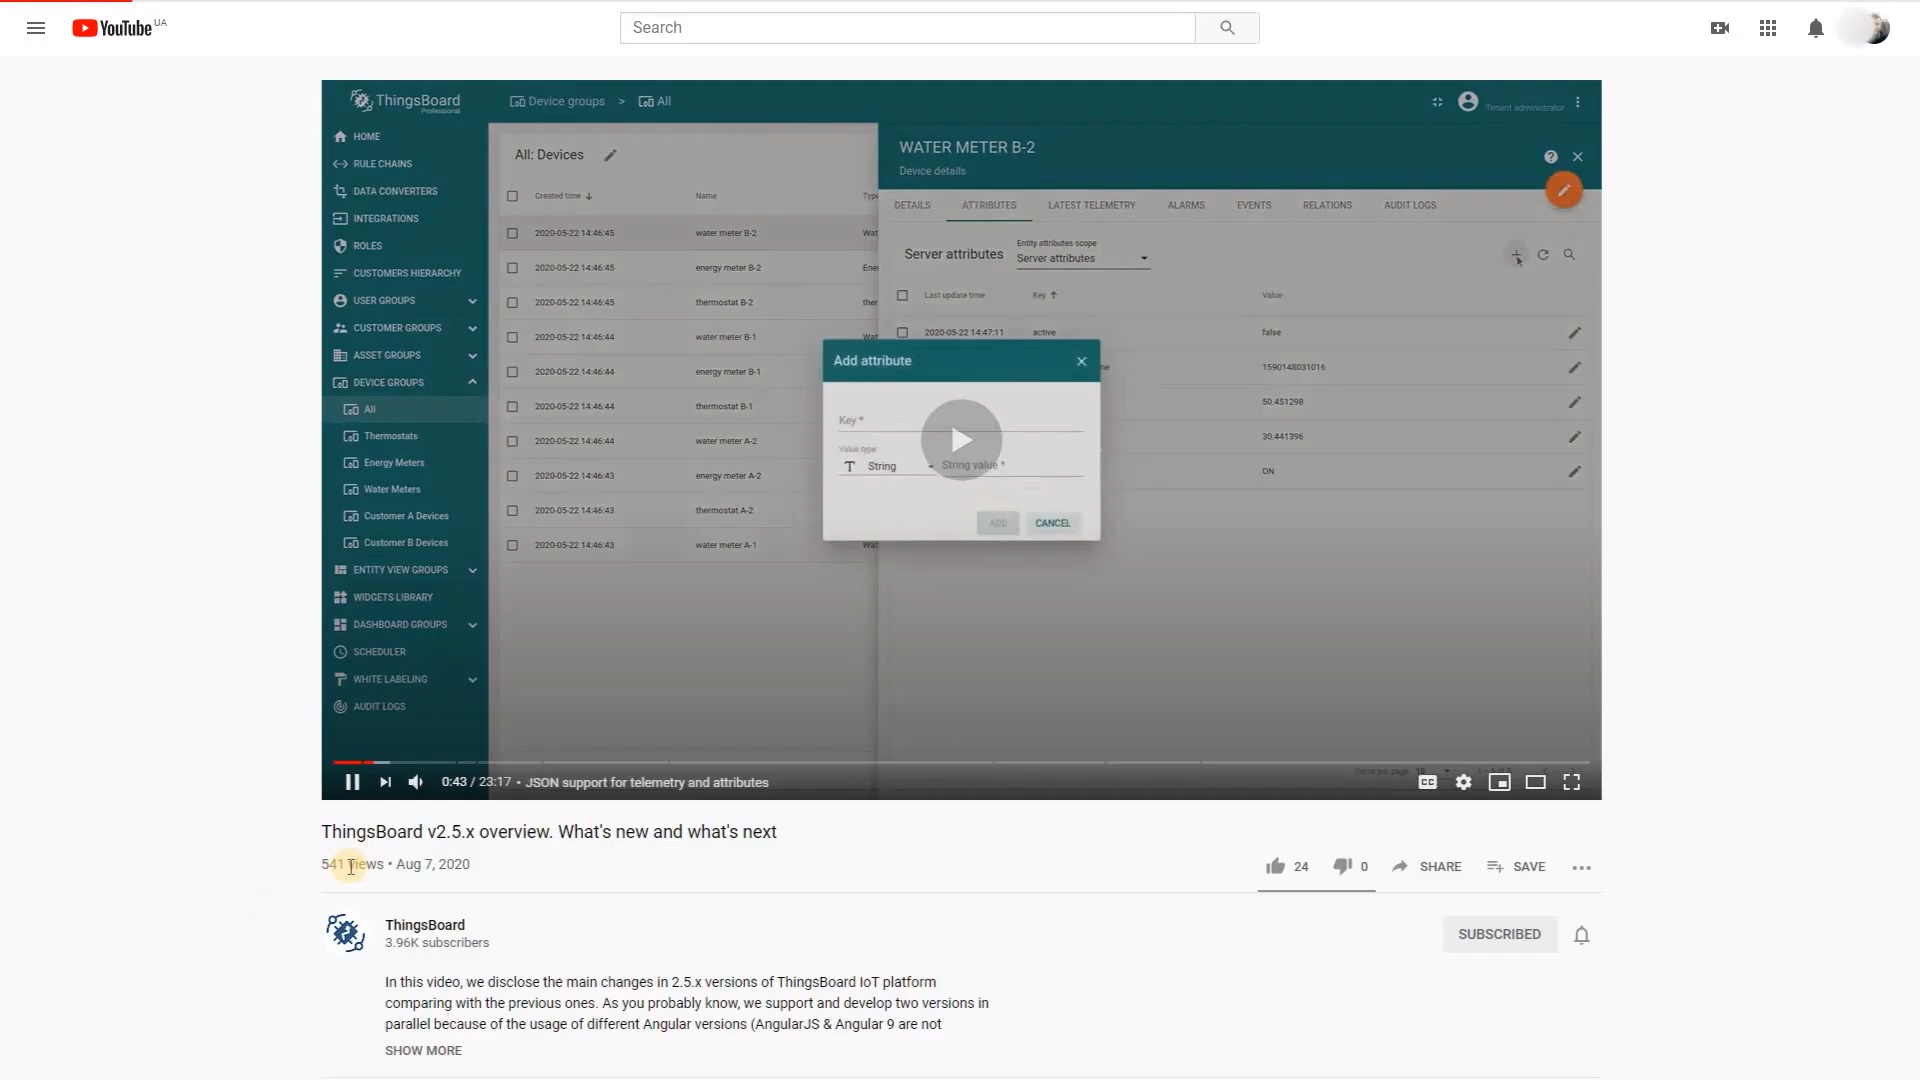 YouTube UA
Search
ThingsBoard
Professional
Device groups > All
Tenant administrator
HOME
RULE CHAINS
DATA CONVERTERS
INTEGRATIONS
ROLES
CUSTOMERS HIERARCHY
USER GROUPS
CUSTOMER GROUPS
ASSET GROUPS
DEVICE GROUPS
All
Thermostats
Energy Meters
Water Meters
Customer A Devices
Customer B Devices
ENTITY VIEW GROUPS
WIDGETS LIBRARY
DASHBOARD GROUPS
SCHEDULER
WHITE LABELING
AUDIT LOGS
All: Devices
Created time Name Type
2020-05-22 14:46:45 water meter B-2 Wat
2020-05-22 14:46:45 energy meter B-2 Ene
2020-05-22 14:46:45 thermostat B-2 ther
2020-05-22 14:46:44 water meter B-1 Wat
2020-05-22 14:46:44 energy meter B-1
2020-05-22 14:46:44 thermostat B-1
2020-05-22 14:46:44 water meter A-2
2020-05-22 14:46:43 energy meter A-2
2020-05-22 14:46:43 thermostat A-2
2020-05-22 14:46:43 water meter A-1 Wat
WATER METER B-2
Device details
DETAILS ATTRIBUTES LATEST TELEMETRY ALARMS EVENTS RELATIONS AUDIT LOGS
Server attributes
Entity attributes scope
Server attributes
Last update time Key Value
2020-05-22 14:47:11 active false
me 1590148031016
50.451298
30.441396
ON
Add attribute
Key *
Value type
String String value *
ADD CANCEL
Items per page: 10
0:43 / 23:17 • JSON support for telemetry and attributes
CC
ThingsBoard v2.5.x overview. What's new and what's next
541 views • Aug 7, 2020
24 0 SHARE SAVE
ThingsBoard
3.96K subscribers
SUBSCRIBED
In this video, we disclose the main changes in 2.5.x versions of ThingsBoard IoT platform
comparing with the previous ones. As you probably know, we support and develop two versions in
parallel because of the usage of different Angular versions (AngularJS & Angular 9 are not
SHOW MORE